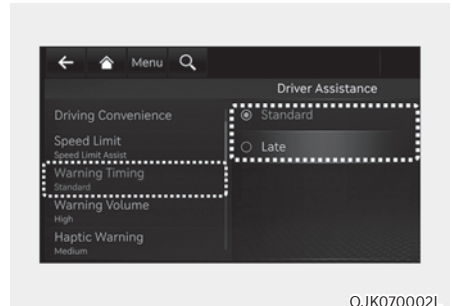 Menu
Driver Assistance
Driving Convenience
Speed Limit
Speed Limit Assist
Warning Timing
Standard
Warning Volume
High
Haptic Warning
Medium
Standard
Late
OJK070002L